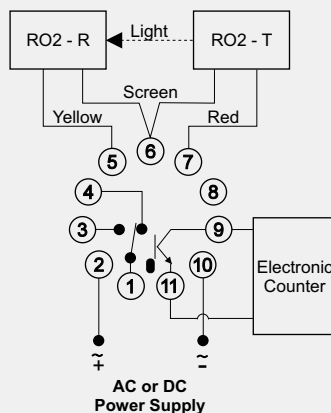 RO2 - R
Light
RO2 - T
Screen
Yellow
Red
6
5
7
4
8
3
9
2
10
1
11
Electronic
Counter
~
+
~
-
AC or DC
Power Supply